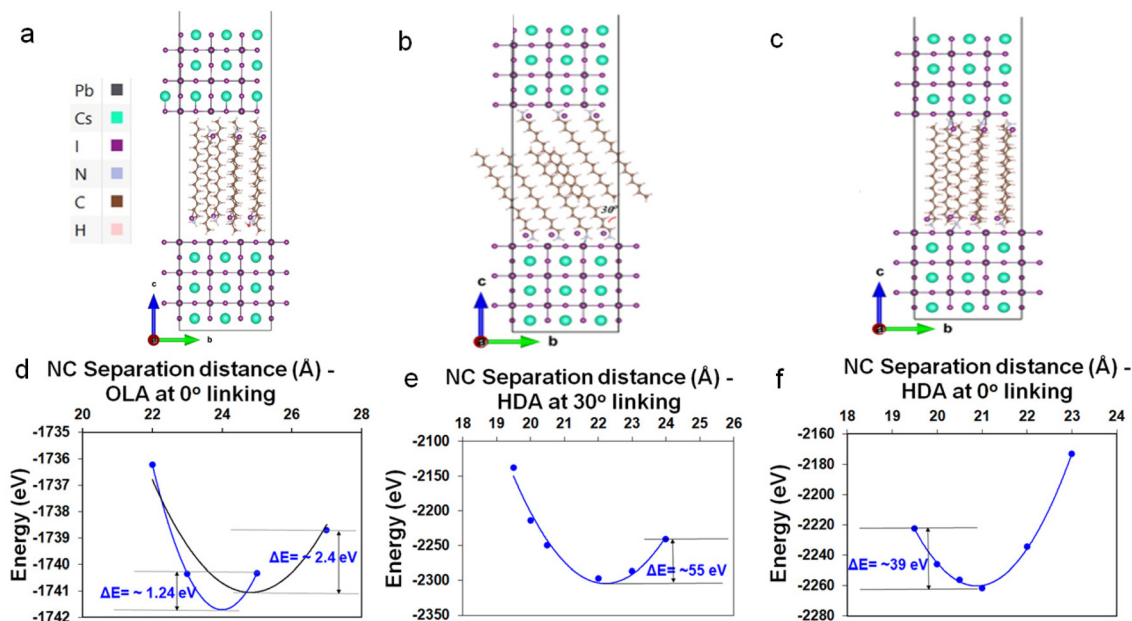 a
b
c
Pb
Cs
I
N
C
H
30°
c
b
c
b
c
b
d
NC Separation distance (Å) -
OLA at 0º linking
20 22 24 26 28
-1735
-1736
-1737
-1738
-1739
-1740
-1741
-1742
Energy (eV)
ΔE= ~ 2.4 eV
ΔE= ~ 1.24 eV
e
NC Separation distance (Å) -
HDA at 30º linking
18 19 20 21 22 23 24 25 26
-2100
-2150
-2200
-2250
-2300
-2350
Energy (eV)
ΔE= ~55 eV
f
NC Separation distance (Å) -
HDA at 0º linking
18 19 20 21 22 23 24
-2160
-2180
-2200
-2220
-2240
-2260
-2280
Energy (eV)
ΔE= ~39 eV